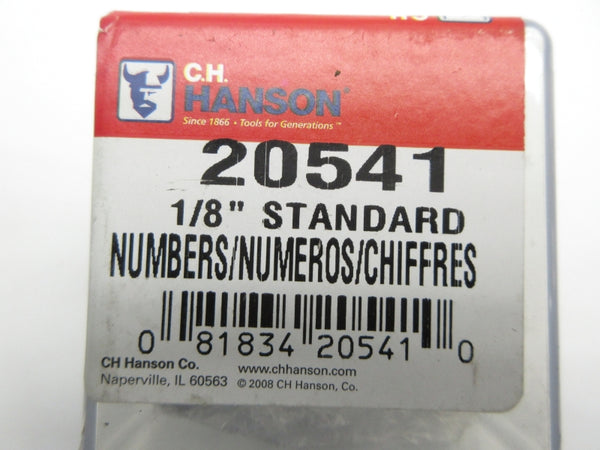 C.H.
HANSON
Since 1866 • Tools for Generations™
20541
1/8" STANDARD
NUMBERS/NUMEROS/CHIFFRES
0 81834 20541 0
CH Hanson Co. www.chhanson.com
Naperville, IL 60563 © 2008 CH Hanson, Co.